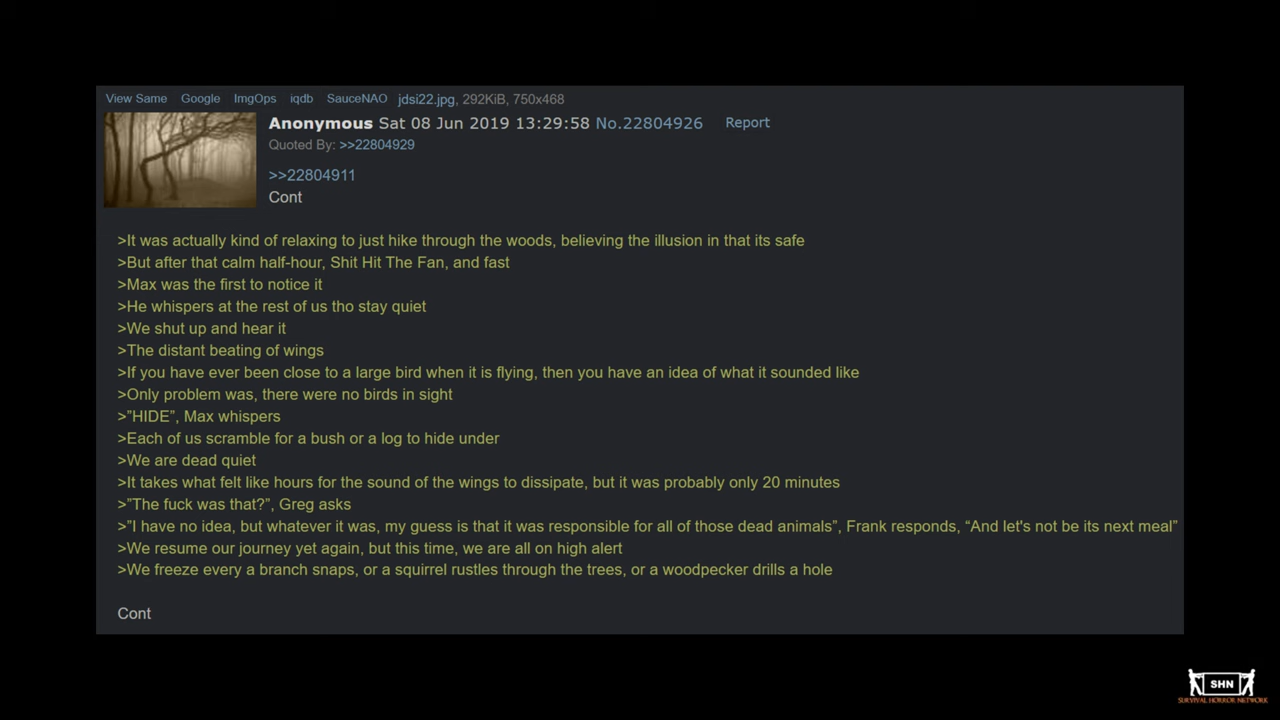 View Same Google ImgOps iqdb SauceNAO jdsi22.jpg, 292KiB, 750x468
Anonymous Sat 08 Jun 2019 13:29:58 No.22804926 Report
Quoted By: >>22804929
>>22804911
Cont
>It was actually kind of relaxing to just hike through the woods, believing the illusion in that its safe
>But after that calm half-hour, Shit Hit The Fan, and fast
>Max was the first to notice it
>He whispers at the rest of us tho stay quiet
>We shut up and hear it
>The distant beating of wings
>If you have ever been close to a large bird when it is flying, then you have an idea of what it sounded like
>Only problem was, there were no birds in sight
>”HIDE”, Max whispers
>Each of us scramble for a bush or a log to hide under
>We are dead quiet
>It takes what felt like hours for the sound of the wings to dissipate, but it was probably only 20 minutes
>”The fuck was that?”, Greg asks
>”I have no idea, but whatever it was, my guess is that it was responsible for all of those dead animals”, Frank responds, “And let's not be its next meal”
>We resume our journey yet again, but this time, we are all on high alert
>We freeze every a branch snaps, or a squirrel rustles through the trees, or a woodpecker drills a hole
Cont
SHN
SURVIVAL HORROR NETWORK